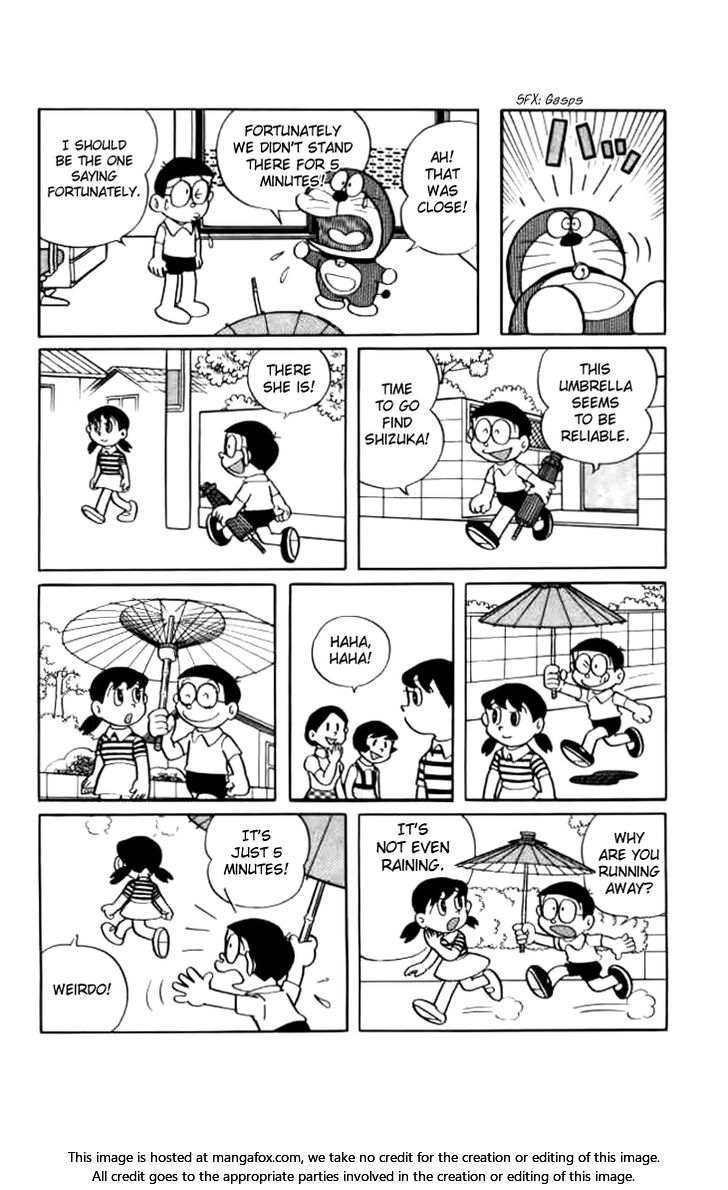 SFX: Gasps
パパッ
AH!
THAT
WAS
CLOSE!
FORTUNATELY
WE DIDN'T STAND
THERE FOR 5
MINUTES!
I SHOULD
BE THE ONE
SAYING
FORTUNATELY.
THIS
UMBRELLA
SEEMS
TO BE
RELIABLE.
TIME
TO GO
FIND
SHIZUKA!
THERE
SHE IS!
HAHA,
HAHA!
WHY
ARE YOU
RUNNING
AWAY?
IT'S
NOT EVEN
RAINING.
IT'S
JUST 5
MINUTES!
WEIRDO!
This image is hosted at mangafox.com, we take no credit for the creation or editing of this image.
All credit goes to the appropriate parties involved in the creation or editing of this image.